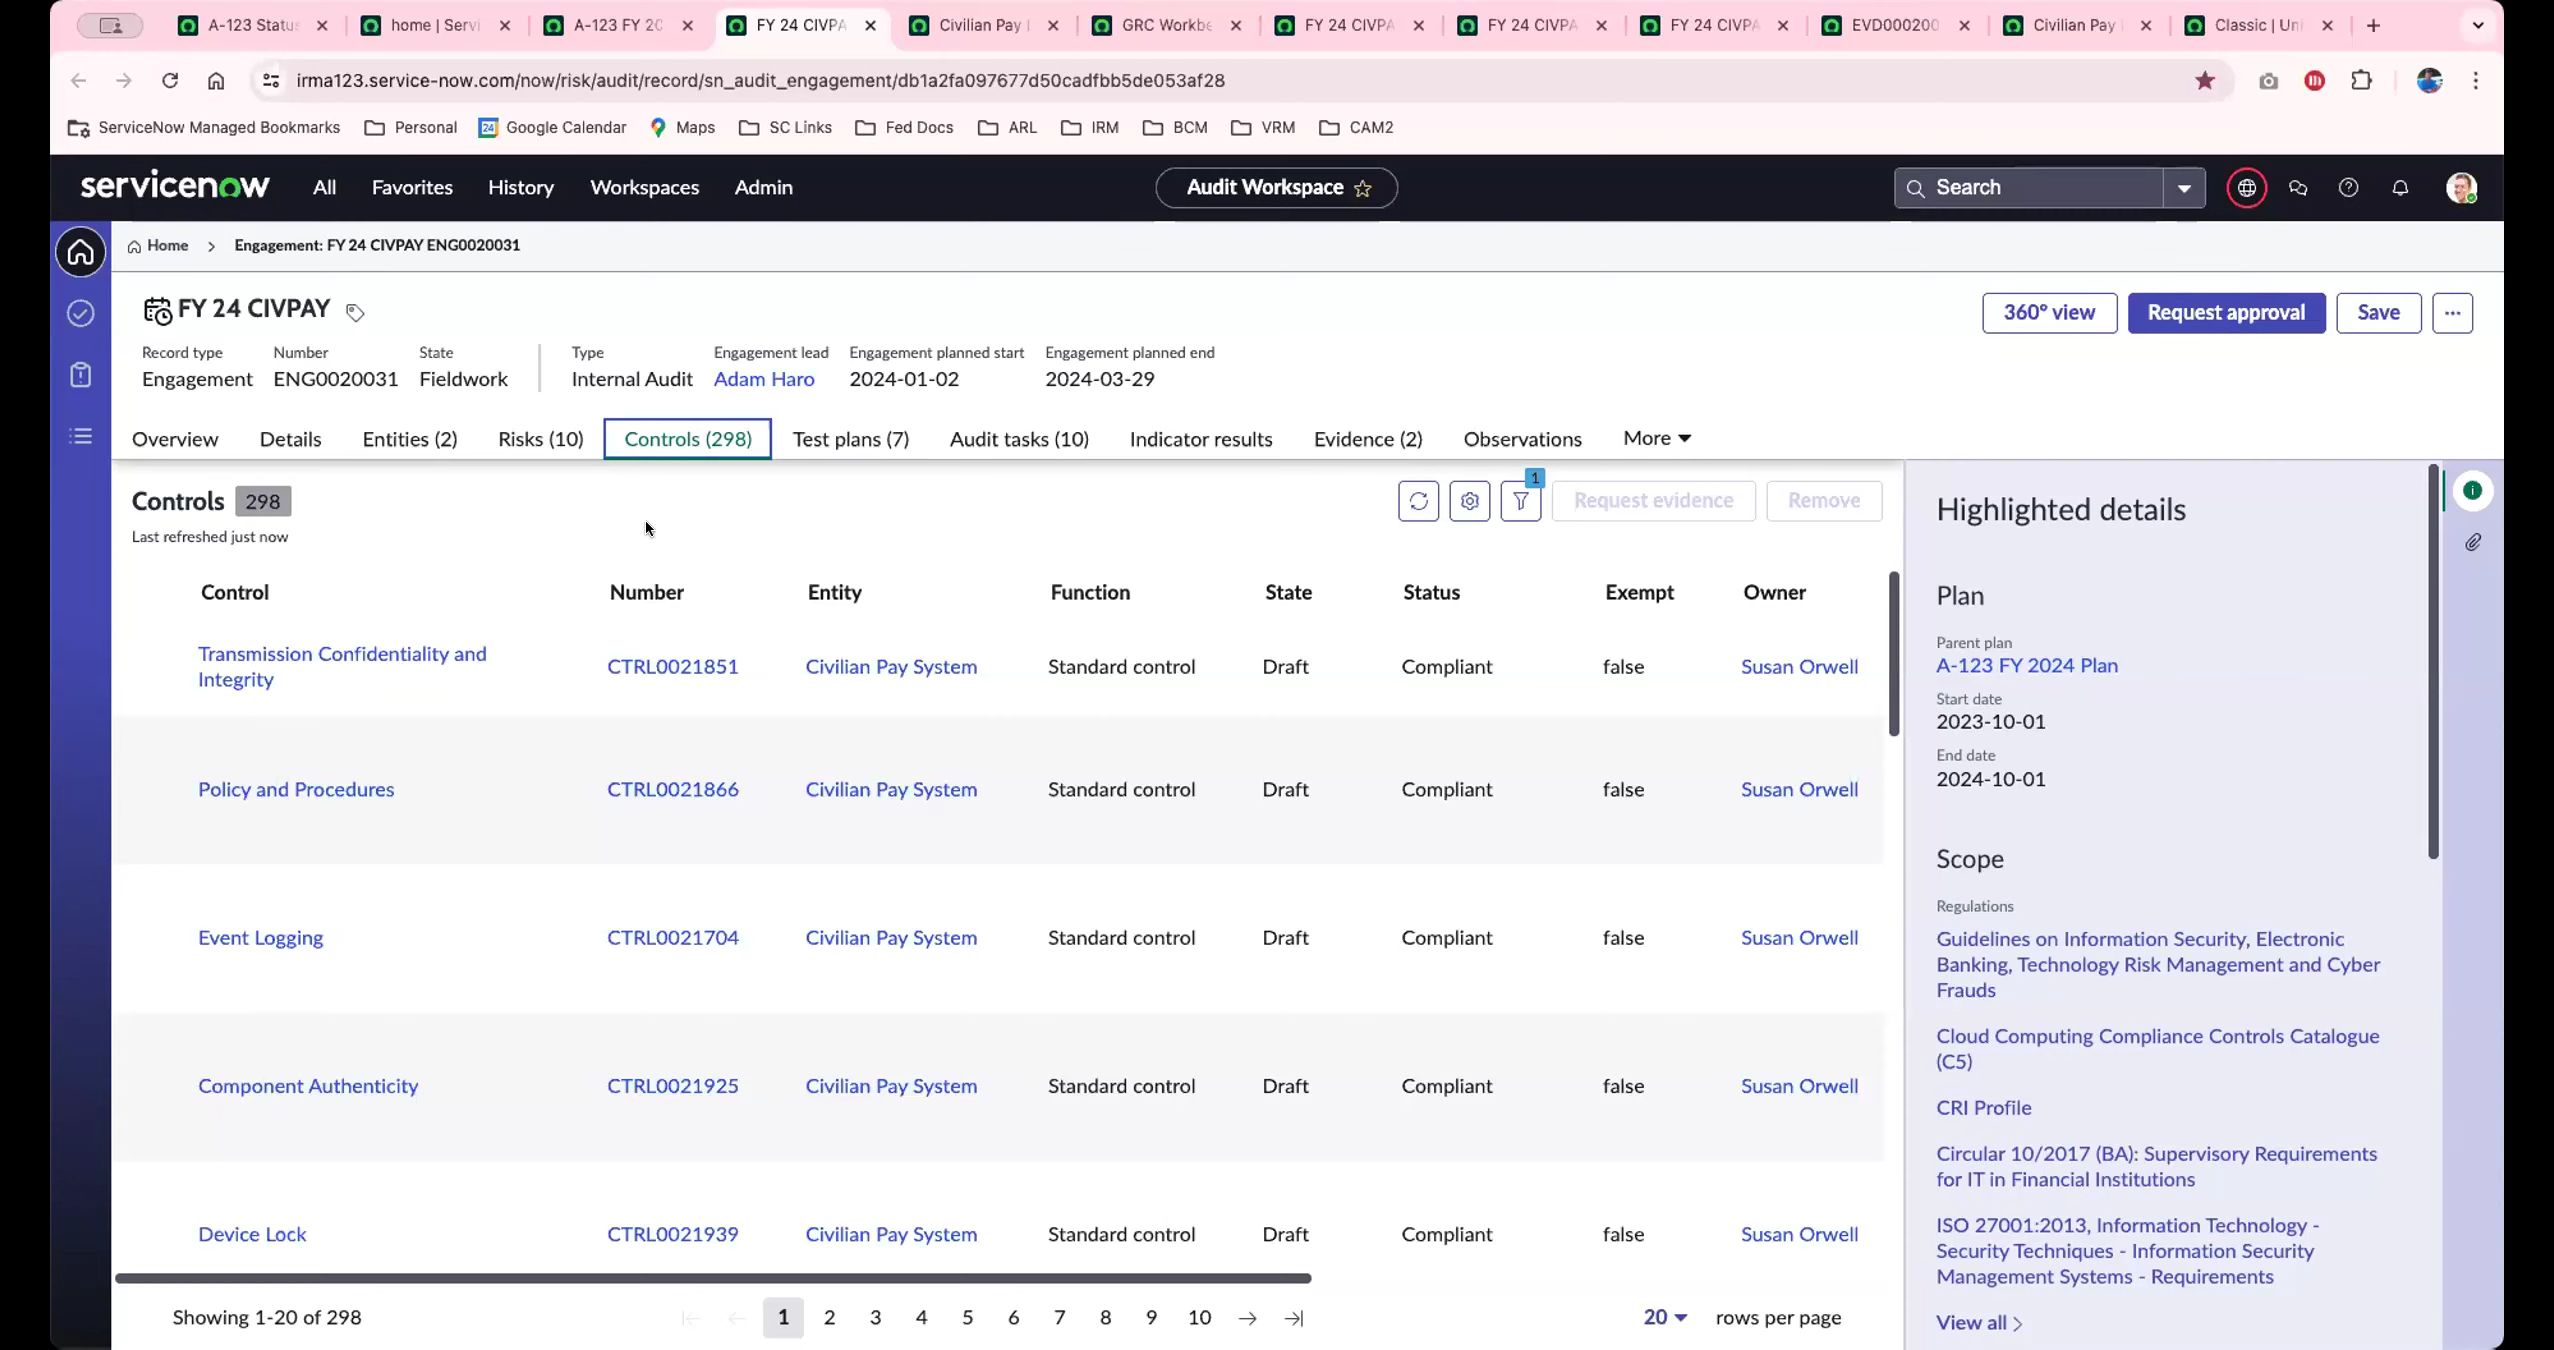 A-123 Statu
home | Servi
A-123 FY 20
FY 24 CIVPA
Civilian Pay
GRC Workbe
FY 24 CIVPA
FY 24 CIVPA
FY 24 CIVPA
EVD000200
Civilian Pay
Classic | Uni
irma123.service-now.com/now/risk/audit/record/sn_audit_engagement/db1a2fa097677d50cadfbb5de053af28
ServiceNow Managed Bookmarks Personal 24 Google Calendar Maps SC Links Fed Docs ARL IRM BCM VRM CAM2
servicenow All Favorites History Workspaces Admin Audit Workspace Search
Home > Engagement: FY 24 CIVPAY ENG0020031
FY 24 CIVPAY
360° view Request approval Save ...
Record type Number State Type Engagement lead Engagement planned start Engagement planned end
Engagement ENG0020031 Fieldwork Internal Audit Adam Haro 2024-01-02 2024-03-29
Overview Details Entities (2) Risks (10) Controls (298) Test plans (7) Audit tasks (10) Indicator results Evidence (2) Observations More
Controls 298
1
Request evidence Remove
Last refreshed just now
Control Number Entity Function State Status Exempt Owner
Transmission Confidentiality and
Integrity
CTRL0021851 Civilian Pay System Standard control Draft Compliant false Susan Orwell
Policy and Procedures CTRL0021866 Civilian Pay System Standard control Draft Compliant false Susan Orwell
Event Logging CTRL0021704 Civilian Pay System Standard control Draft Compliant false Susan Orwell
Component Authenticity CTRL0021925 Civilian Pay System Standard control Draft Compliant false Susan Orwell
Device Lock CTRL0021939 Civilian Pay System Standard control Draft Compliant false Susan Orwell
Showing 1-20 of 298 1 2 3 4 5 6 7 8 9 10 20 rows per page
Highlighted details
Plan
Parent plan
A-123 FY 2024 Plan
Start date
2023-10-01
End date
2024-10-01
Scope
Regulations
Guidelines on Information Security, Electronic
Banking, Technology Risk Management and Cyber
Frauds
Cloud Computing Compliance Controls Catalogue
(C5)
CRI Profile
Circular 10/2017 (BA): Supervisory Requirements
for IT in Financial Institutions
ISO 27001:2013, Information Technology -
Security Techniques - Information Security
Management Systems - Requirements
View all >